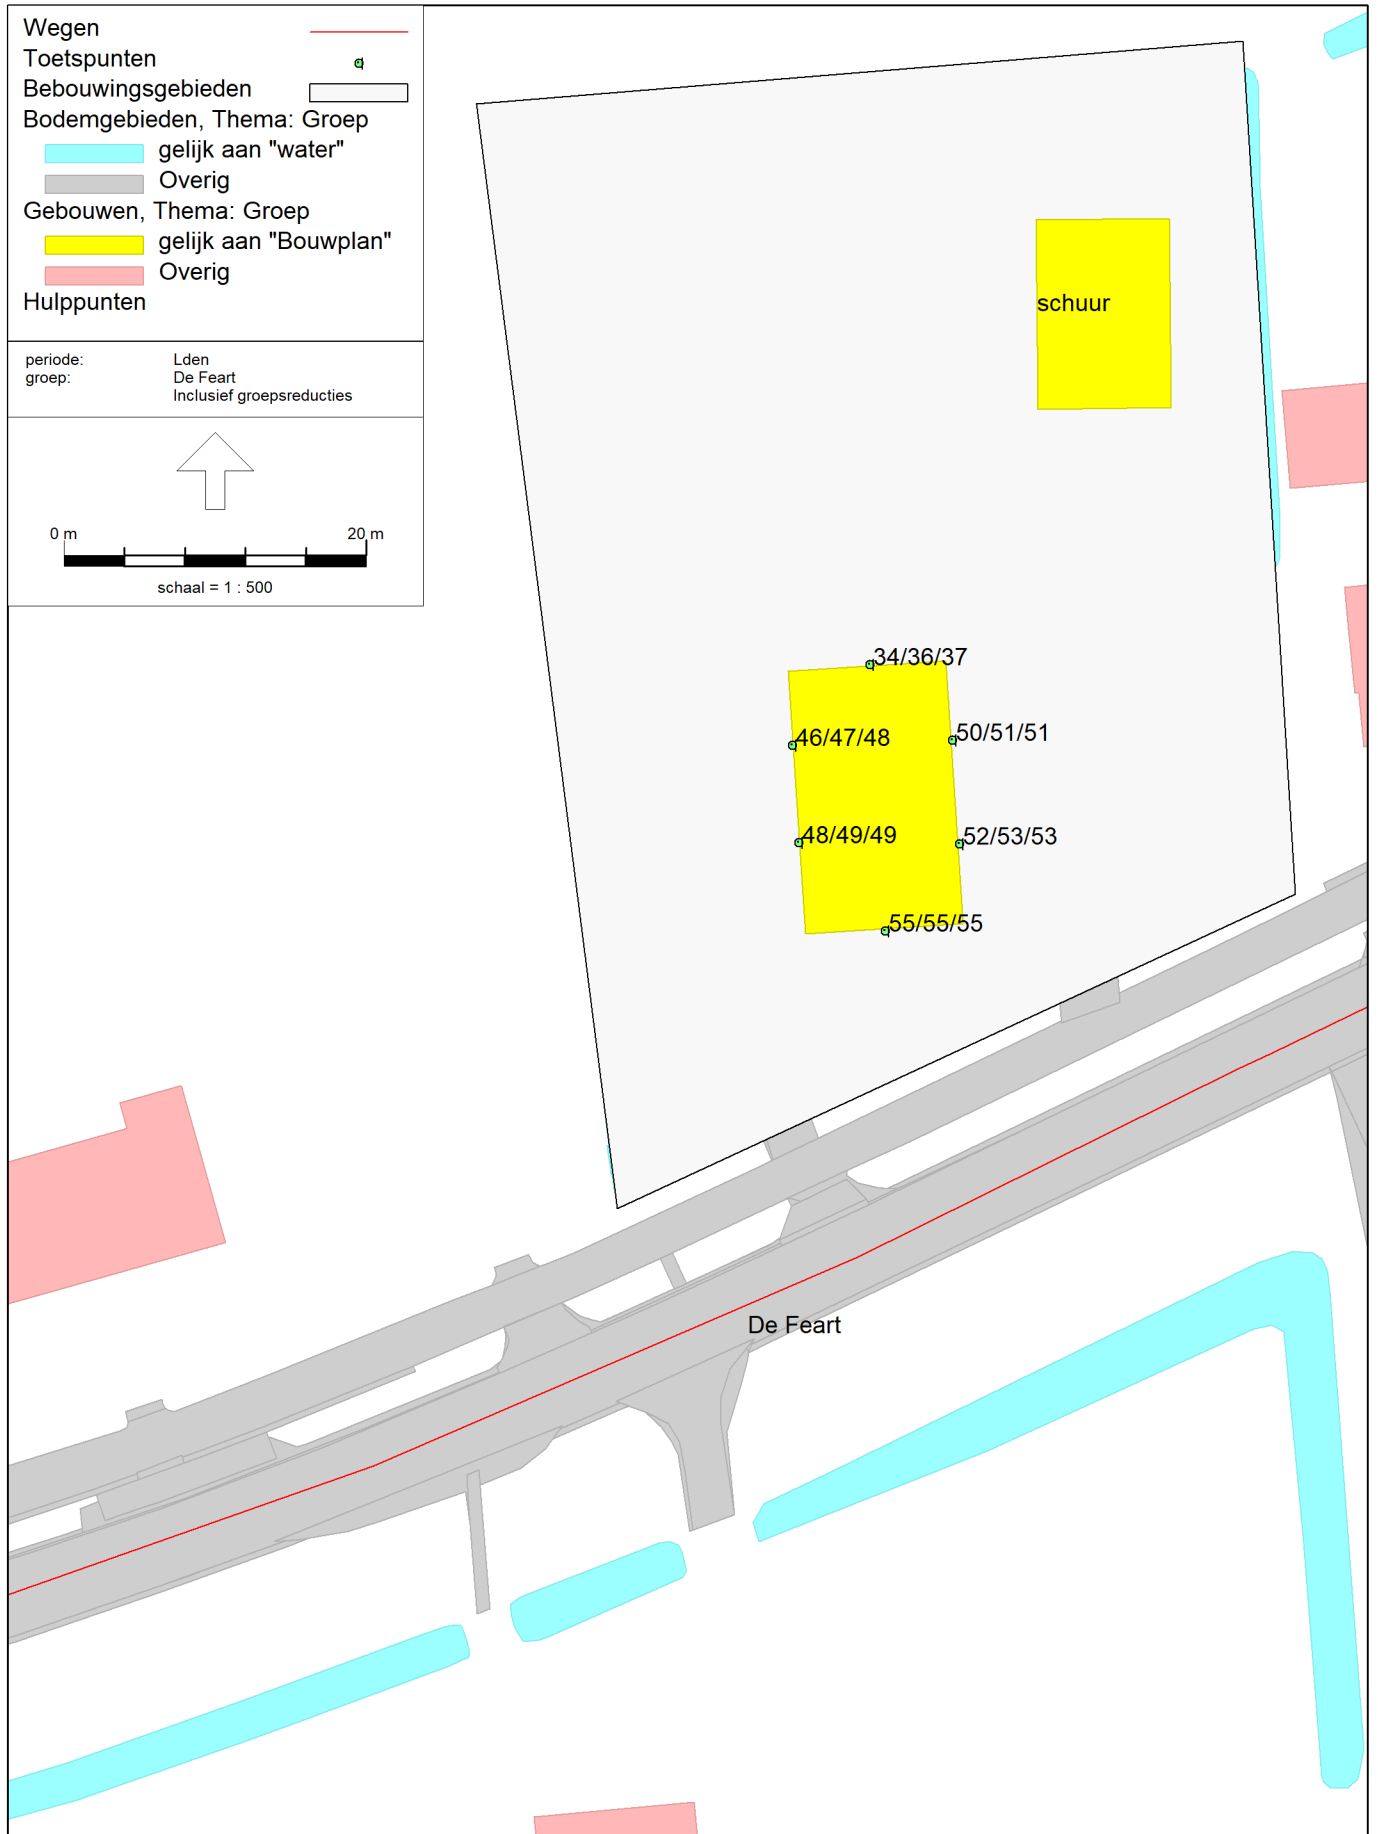 Wegen
Toetspunten
Bebouwingsgebieden
Bodemgebieden, Thema: Groep
gelijk aan "water"
Overig
Gebouwen, Thema: Groep
gelijk aan "Bouwplan"
Overig
Hulppunten
periode: Lden
groep: De Feart
Inclusief groepsreducties
0 m 20 m
schaal = 1 : 500
schuur
34/36/37
46/47/48 50/51/51
48/49/49 52/53/53
55/55/55
De Feart